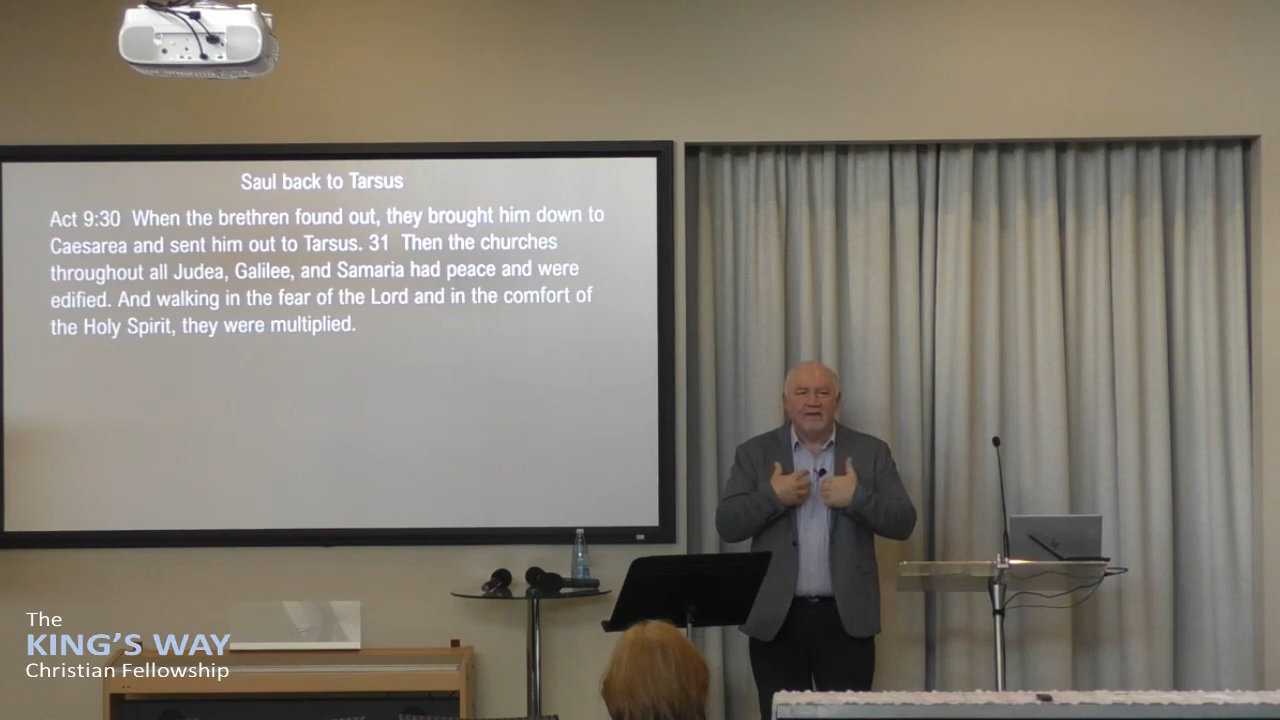 Saul back to Tarsus
Act 9:30 When the brethren found out, they brought him down to
Caesarea and sent him out to Tarsus. 31 Then the churches
throughout all Judea, Galilee, and Samaria had peace and were
edified. And walking in the fear of the Lord and in the comfort of
the Holy Spirit, they were multiplied.
The
KING'S WAY
Christian Fellowship